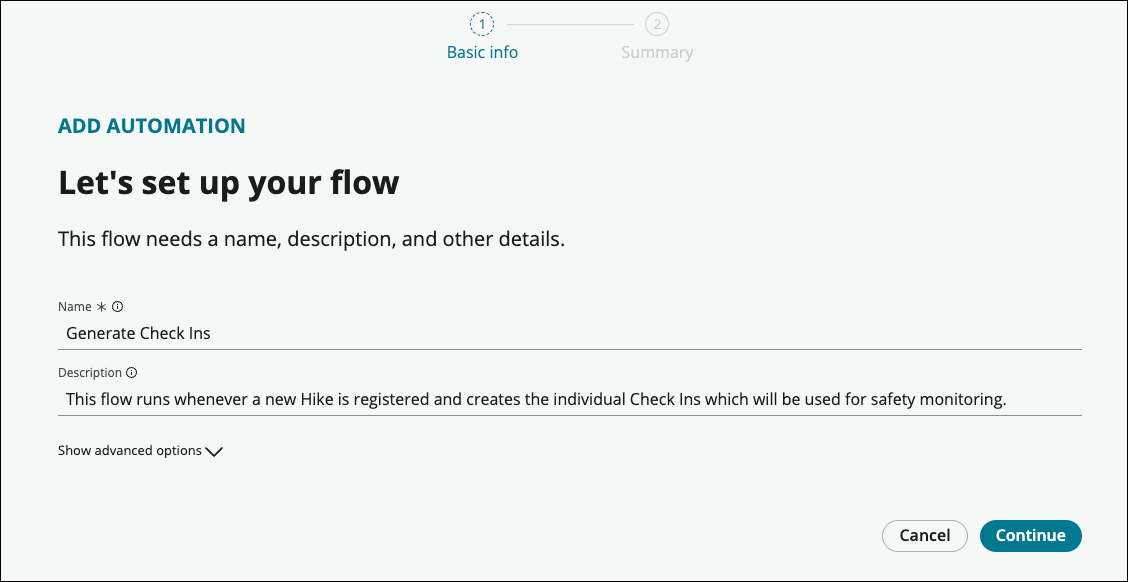 1
2
Basic info
Summary
ADD AUTOMATION
Let's set up your flow
This flow needs a name, description, and other details.
Name *
Generate Check Ins
Description
This flow runs whenever a new Hike is registered and creates the individual Check Ins which will be used for safety monitoring.
Show advanced options
Cancel
Continue